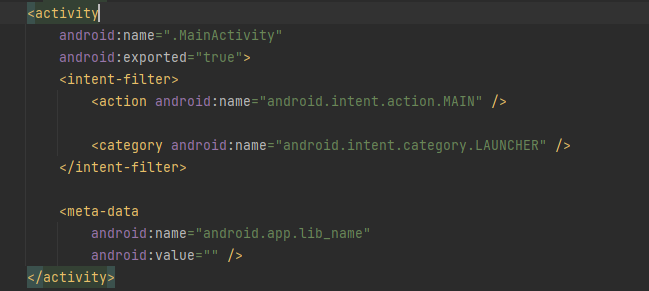 <activity
android:name=".MainActivity"
android:exported="true">
<intent-filter>
<action android:name="android.intent.action.MAIN" />
<category android:name="android.intent.category.LAUNCHER" />
</intent-filter>
<meta-data
android:name="android.app.lib_name"
android:value="" />
</activity>